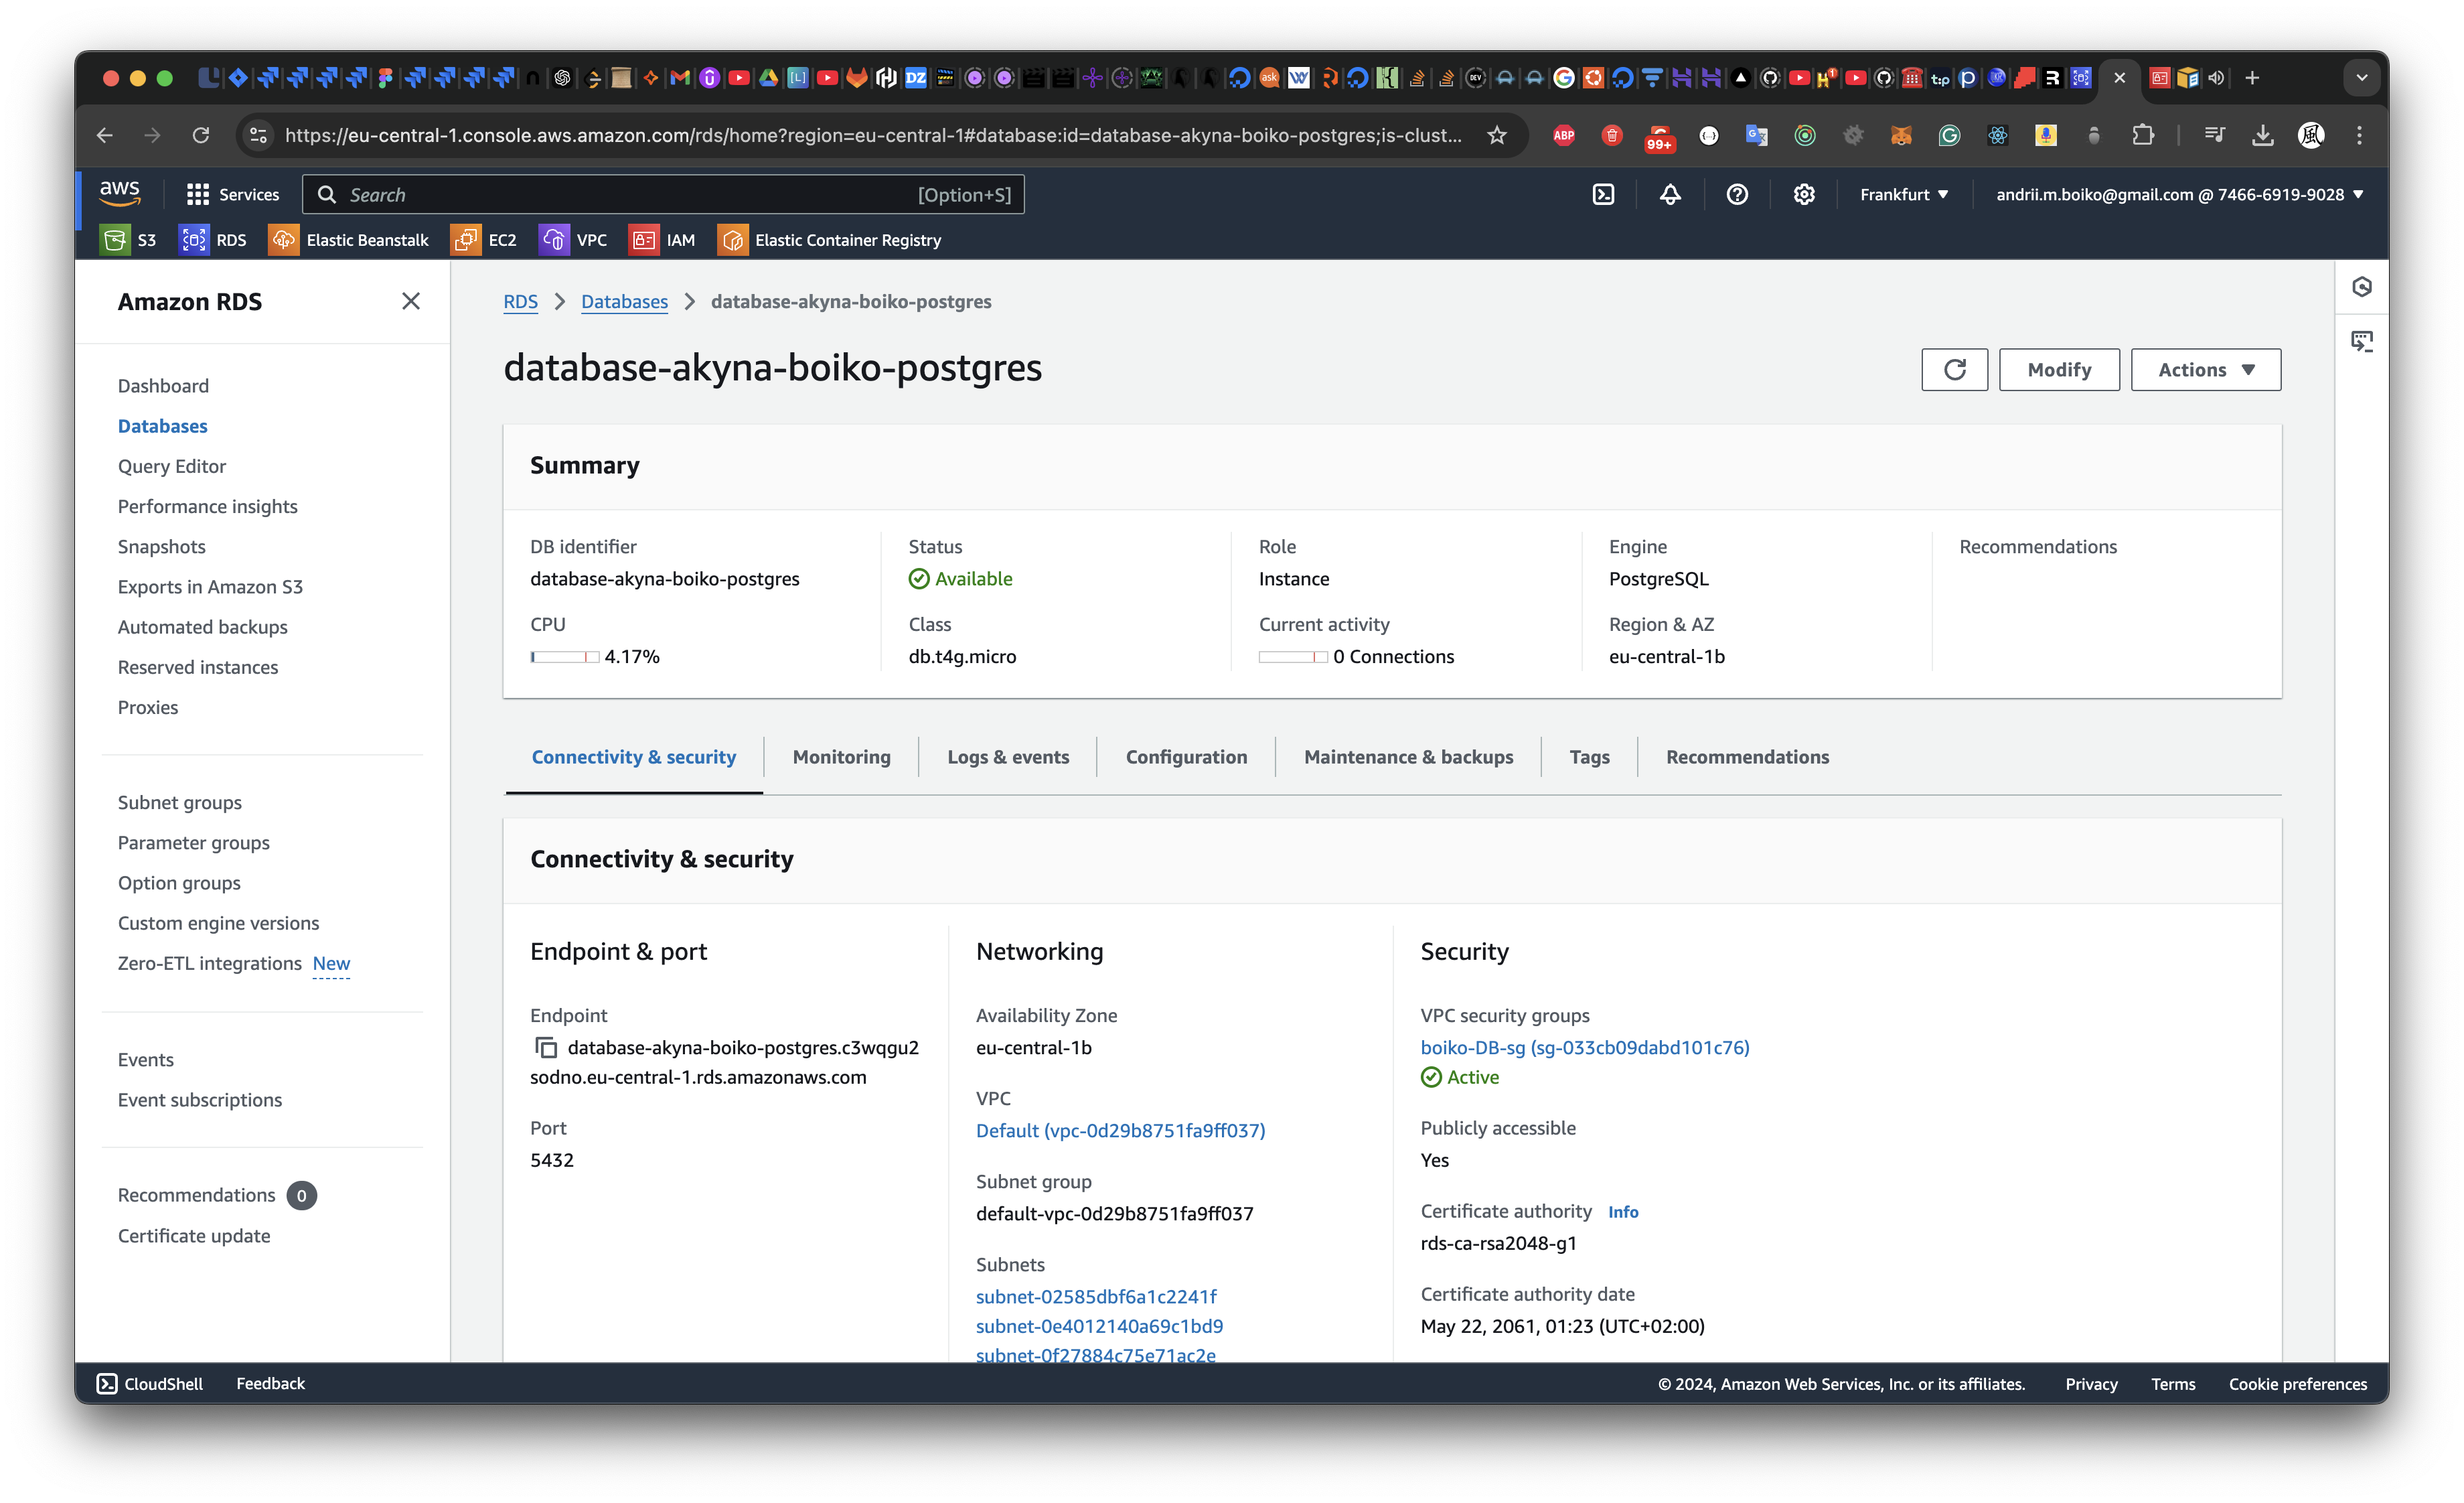 https://eu-central-1.console.aws.amazon.com/rds/home?region=eu-central-1#database:id=database-akyna-boiko-postgres;is-clust...
ABP
99+
aws
Services
Search
[Option+S]
Frankfurt
andrii.m.boiko@gmail.com @ 7466-6919-9028
S3
RDS
Elastic Beanstalk
EC2
VPC
IAM
Elastic Container Registry
Amazon RDS
Dashboard
Databases
Query Editor
Performance insights
Snapshots
Exports in Amazon S3
Automated backups
Reserved instances
Proxies
Subnet groups
Parameter groups
Option groups
Custom engine versions
Zero-ETL integrations New
Events
Event subscriptions
Recommendations 0
Certificate update
RDS
Databases
database-akyna-boiko-postgres
database-akyna-boiko-postgres
Modify
Actions
Summary
DB identifier
database-akyna-boiko-postgres
CPU
4.17%
Status
Available
Class
db.t4g.micro
Role
Instance
Current activity
0 Connections
Engine
PostgreSQL
Region & AZ
eu-central-1b
Recommendations
Connectivity & security
Monitoring
Logs & events
Configuration
Maintenance & backups
Tags
Recommendations
Connectivity & security
Endpoint & port
Endpoint
database-akyna-boiko-postgres.c3wqgu2
sodno.eu-central-1.rds.amazonaws.com
Port
5432
Networking
Availability Zone
eu-central-1b
VPC
Default (vpc-0d29b8751fa9ff037)
Subnet group
default-vpc-0d29b8751fa9ff037
Subnets
subnet-02585dbf6a1c2241f
subnet-0e4012140a69c1bd9
subnet-0f27884c75e71ac2e
Security
VPC security groups
boiko-DB-sg (sg-033cb09dabd101c76)
Active
Publicly accessible
Yes
Certificate authority Info
rds-ca-rsa2048-g1
Certificate authority date
May 22, 2061, 01:23 (UTC+02:00)
CloudShell
Feedback
© 2024, Amazon Web Services, Inc. or its affiliates.
Privacy
Terms
Cookie preferences